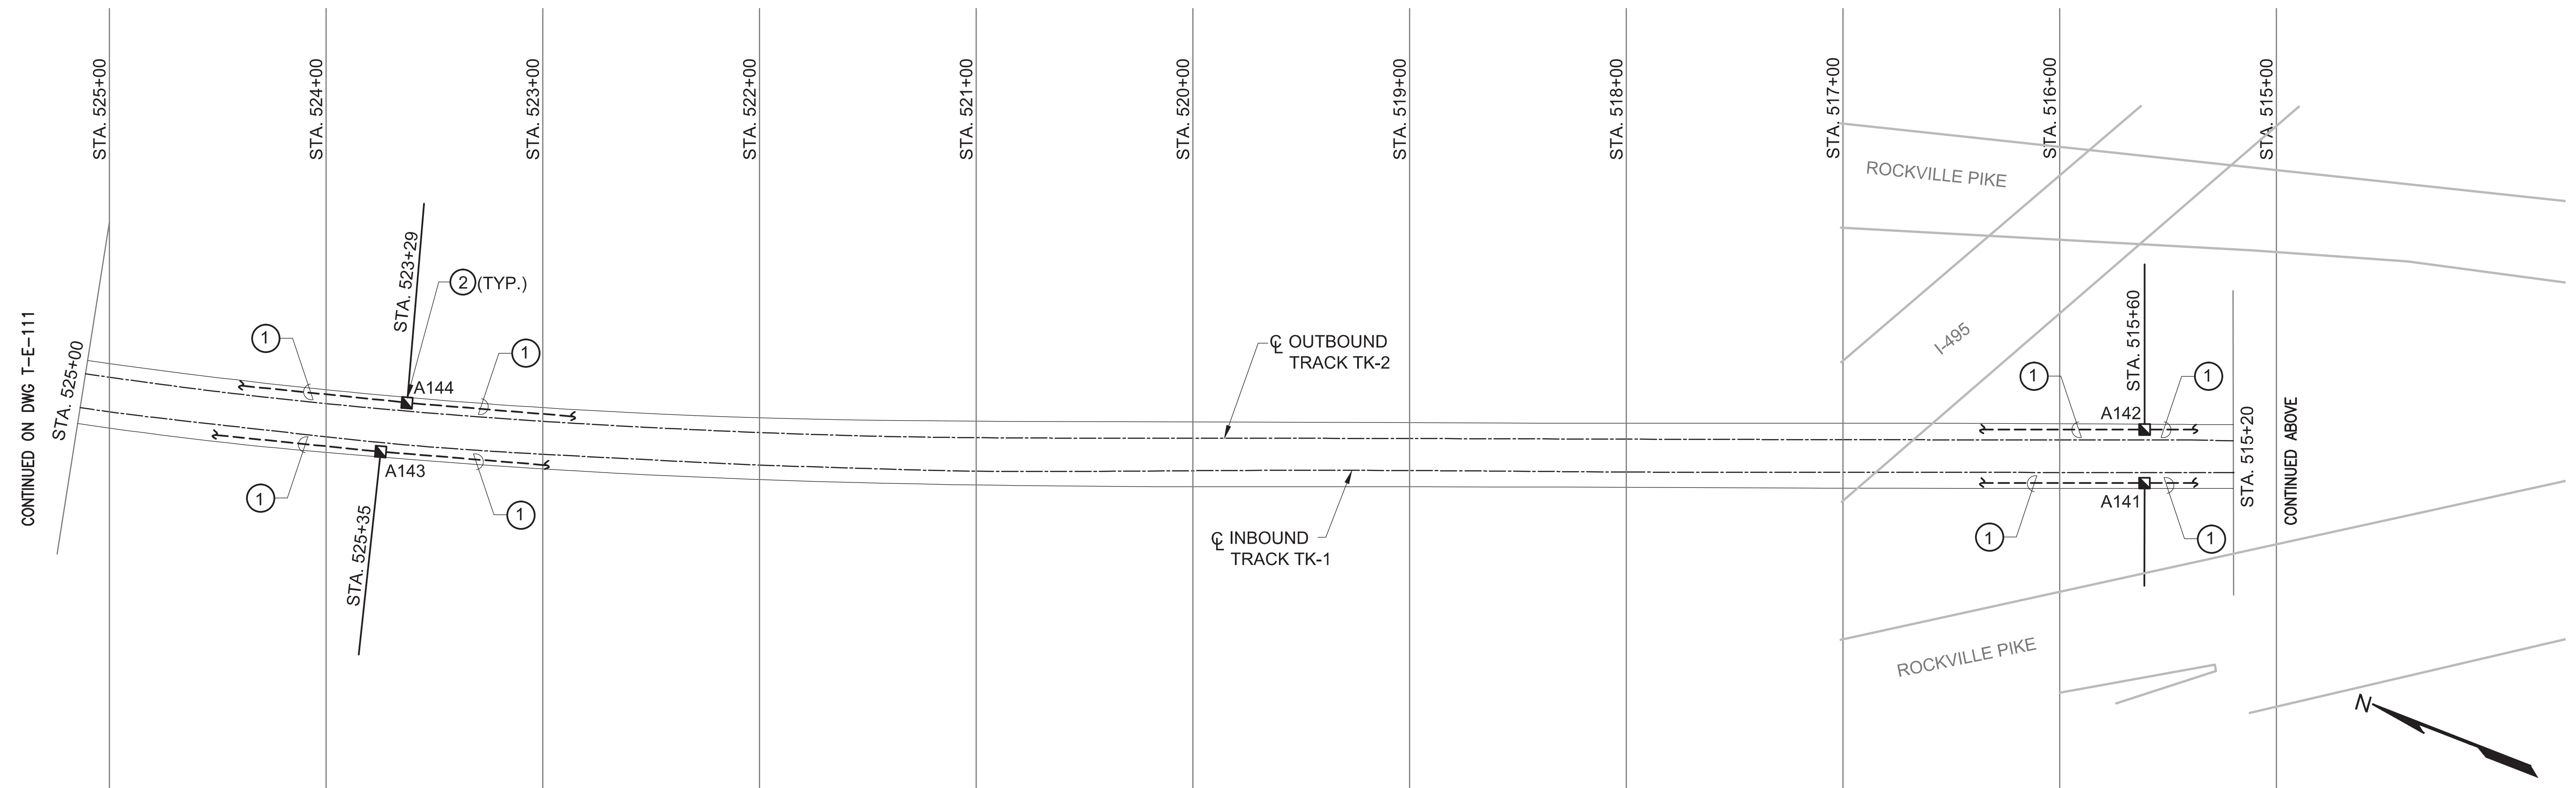 STA. 525+00
STA. 524+00
STA. 523+00
STA. 522+00
STA. 521+00
STA. 520+00
STA. 519+00
STA. 518+00
STA. 517+00
STA. 516+00
STA. 515+00
ROCKVILLE PIKE
I-495
CONTINUED ON DWG T-E-111
STA. 525+00
STA. 523+29
2 (TYP.)
1
1
A144
A143
1
1
STA. 525+35
℄ OUTBOUND
TRACK TK-2
℄ INBOUND
TRACK TK-1
STA. 515+60
1
1
A142
A141
1
1
STA. 515+20
CONTINUED ABOVE
ROCKVILLE PIKE
N